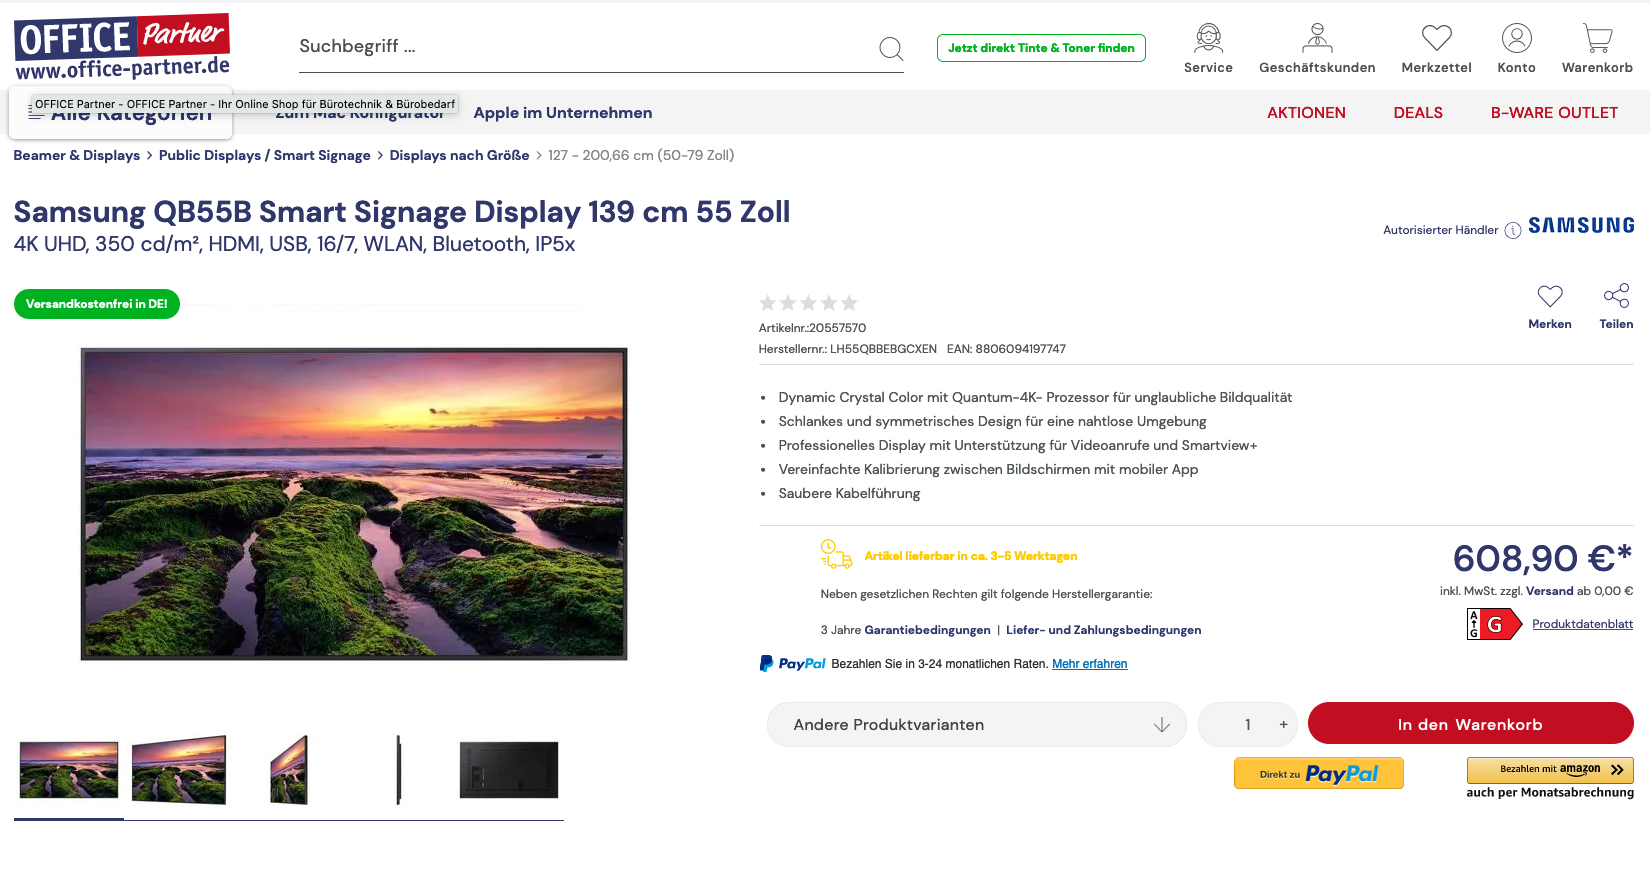 OFFICE Partner
www.office-partner.de
Suchbegriff ...
Jetzt direkt Tinte & Toner finden
Service
Geschäftskunden
Merkzettel
Konto
Warenkorb
OFFICE Partner - OFFICE Partner - Ihr Online Shop für Bürotechnik & Bürobedarf
Alle Kategorien
Zum Mac Konfigurator
Apple im Unternehmen
AKTIONEN
DEALS
B-WARE OUTLET
Beamer & Displays > Public Displays / Smart Signage > Displays nach Größe > 127 - 200,66 cm (50-79 Zoll)
Samsung QB55B Smart Signage Display 139 cm 55 Zoll
4K UHD, 350 cd/m², HDMI, USB, 16/7, WLAN, Bluetooth, IP5x
Autorisierter Händler i SAMSUNG
Versandkostenfrei in DE!
Merken
Teilen
Artikelnr.:20557570
Herstellernr.: LH55QBBEBGCXEN EAN: 8806094197747
• Dynamic Crystal Color mit Quantum-4K- Prozessor für unglaubliche Bildqualität
• Schlankes und symmetrisches Design für eine nahtlose Umgebung
• Professionelles Display mit Unterstützung für Videoanrufe und Smartview+
• Vereinfachte Kalibrierung zwischen Bildschirmen mit mobiler App
• Saubere Kabelführung
Artikel lieferbar in ca. 3-5 Werktagen
608,90 €*
inkl. MwSt. zzgl. Versand ab 0,00 €
Neben gesetzlichen Rechten gilt folgende Herstellergarantie:
A G G
Produktdatenblatt
3 Jahre Garantiebedingungen | Liefer- und Zahlungsbedingungen
PayPal Bezahlen Sie in 3-24 monatlichen Raten. Mehr erfahren
Andere Produktvarianten
1 +
In den Warenkorb
Direkt zu PayPal
Bezahlen mit amazon
auch per Monatsabrechnung